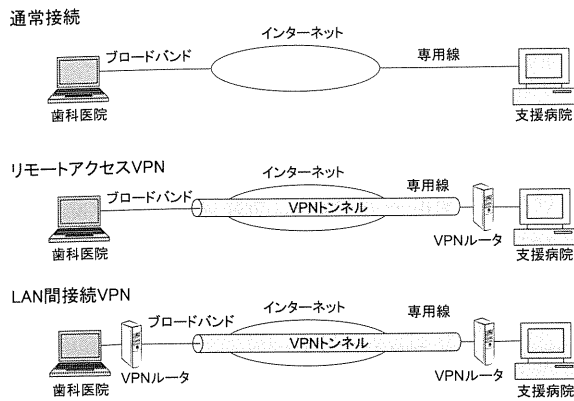 通常接続
インターネット
ブロードバンド
専用線
歯科医院
支援病院
リモートアクセスVPN
インターネット
ブロードバンド
専用線
VPNトンネル
歯科医院
VPNルータ
支援病院
LAN間接続VPN
インターネット
ブロードバンド
専用線
VPNトンネル
歯科医院
VPNルータ
VPNルータ
支援病院